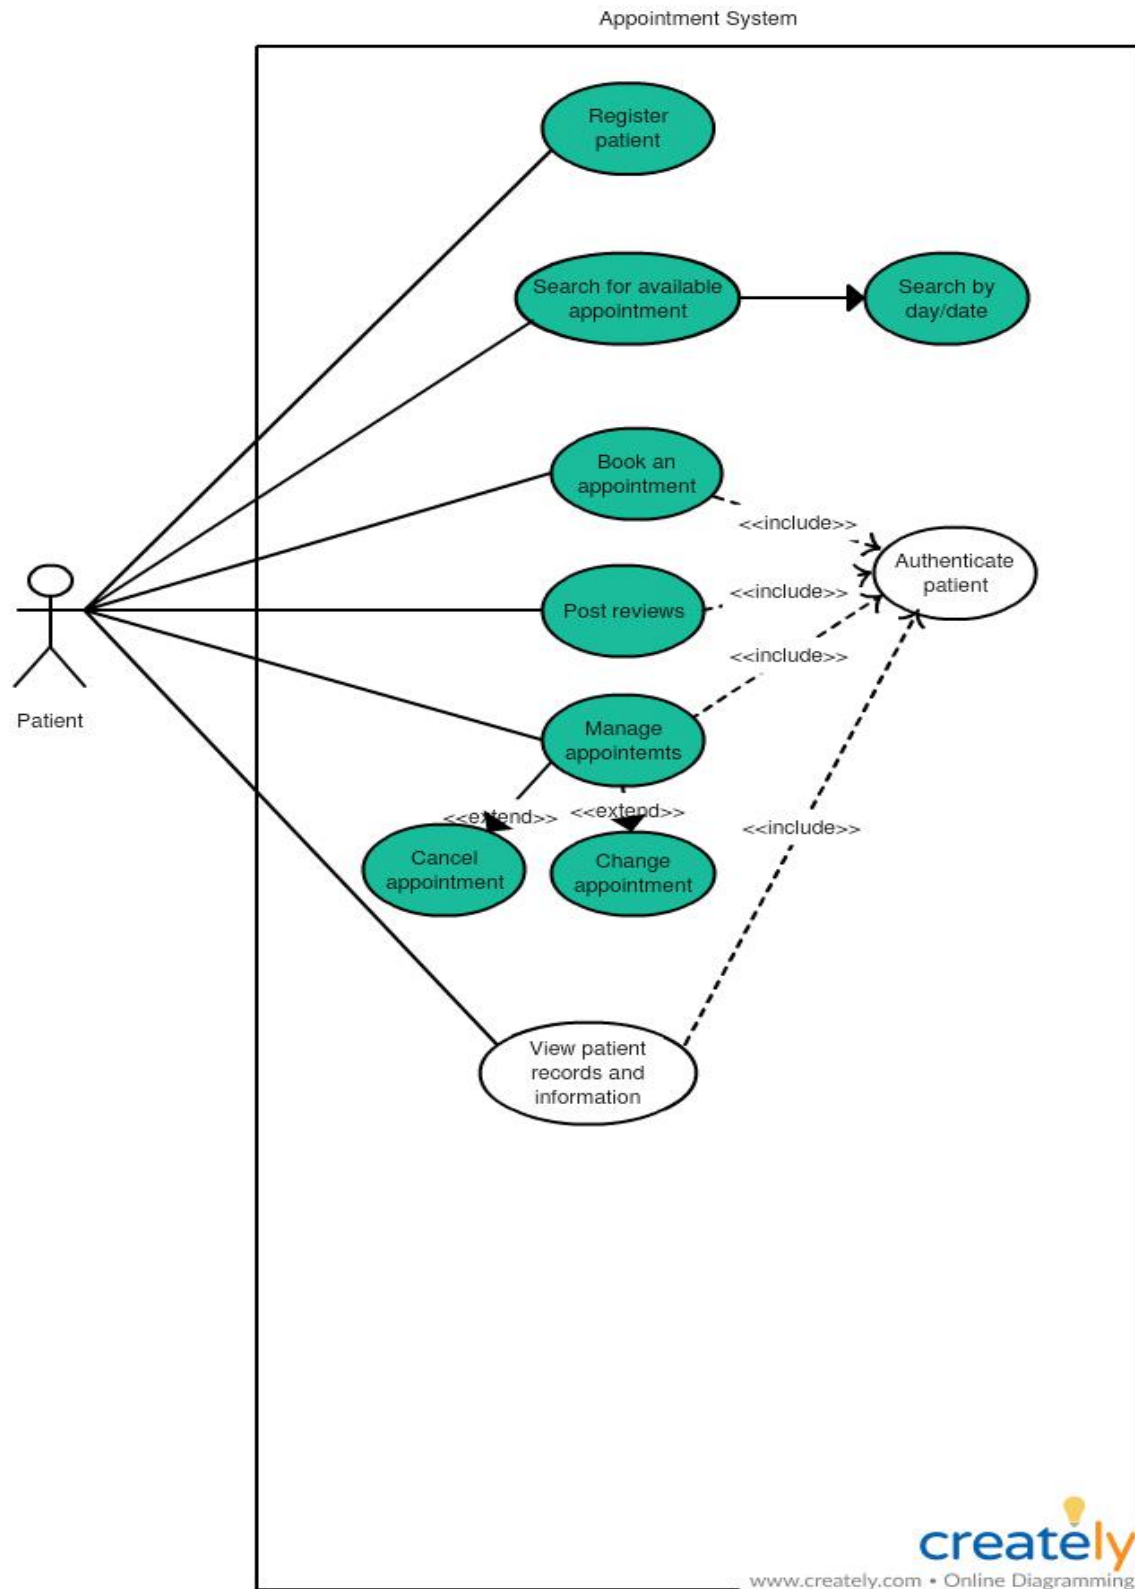 Appointment System
Register
patient
Search for available
appointment
Search by
day/date
Book an
appointment
<<include>>
Authenticate
patient
Post reviews
<<include>>
<<include>>
Patient
Manage
appointemts
<<extend>>
<<extend>>
<<include>>
Cancel
appointment
Change
appointment
View patient
records and
information
creately
www.creately.com • Online Diagramming